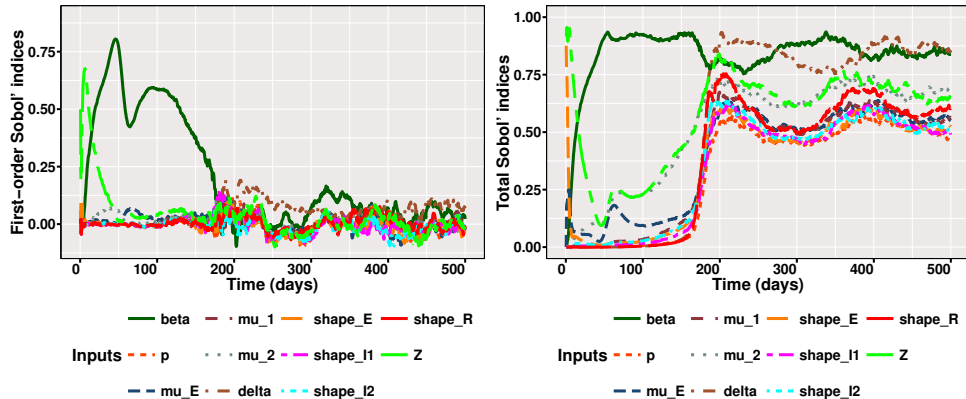 First−order Sobol' indices
0.75
0.50
0.25
0.00
0 100 200 300 400 500
Time (days)
beta mu_1 shape_E shape_R
Inputs p mu_2 shape_I1 Z
mu_E delta shape_I2
Total Sobol' indices
1.00
0.75
0.50
0.25
0.00
0 100 200 300 400 500
Time (days)
beta mu_1 shape_E shape_R
Inputs p mu_2 shape_I1 Z
mu_E delta shape_I2